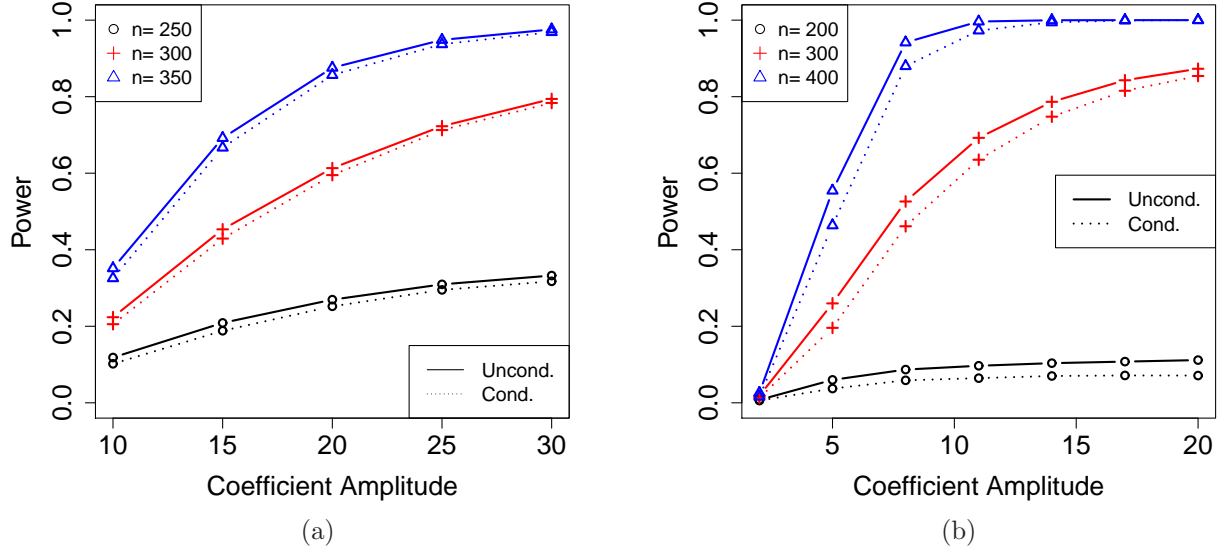 n= 250
n= 300
n= 350
Uncond.
Cond.
0.0
0.2
0.4
0.6
0.8
1.0
Power
10
15
20
25
30
Coefficient Amplitude
(a)
n= 200
n= 300
n= 400
Uncond.
Cond.
0.0
0.2
0.4
0.6
0.8
1.0
Power
5
10
15
20
Coefficient Amplitude
(b)